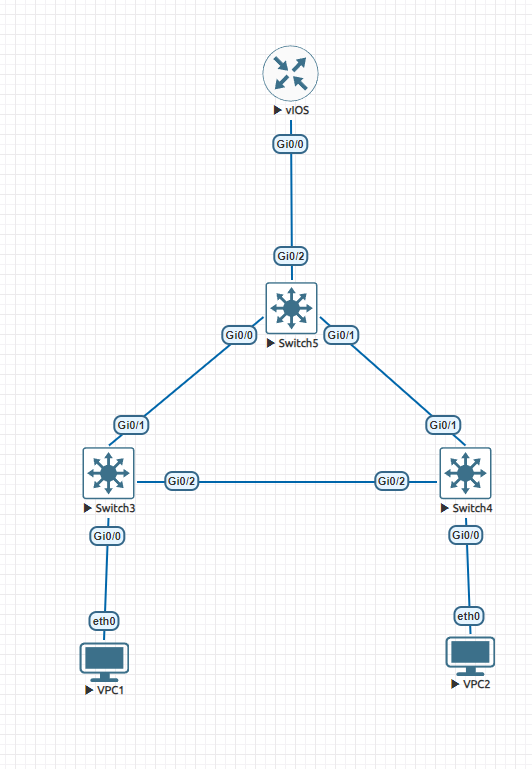 vIOS
Gi0/0
Gi0/2
Switch5
Gi0/0
Gi0/1
Gi0/1
Gi0/1
Gi0/2
Gi0/2
Switch3
Switch4
Gi0/0
Gi0/0
eth0
eth0
VPC1
VPC2